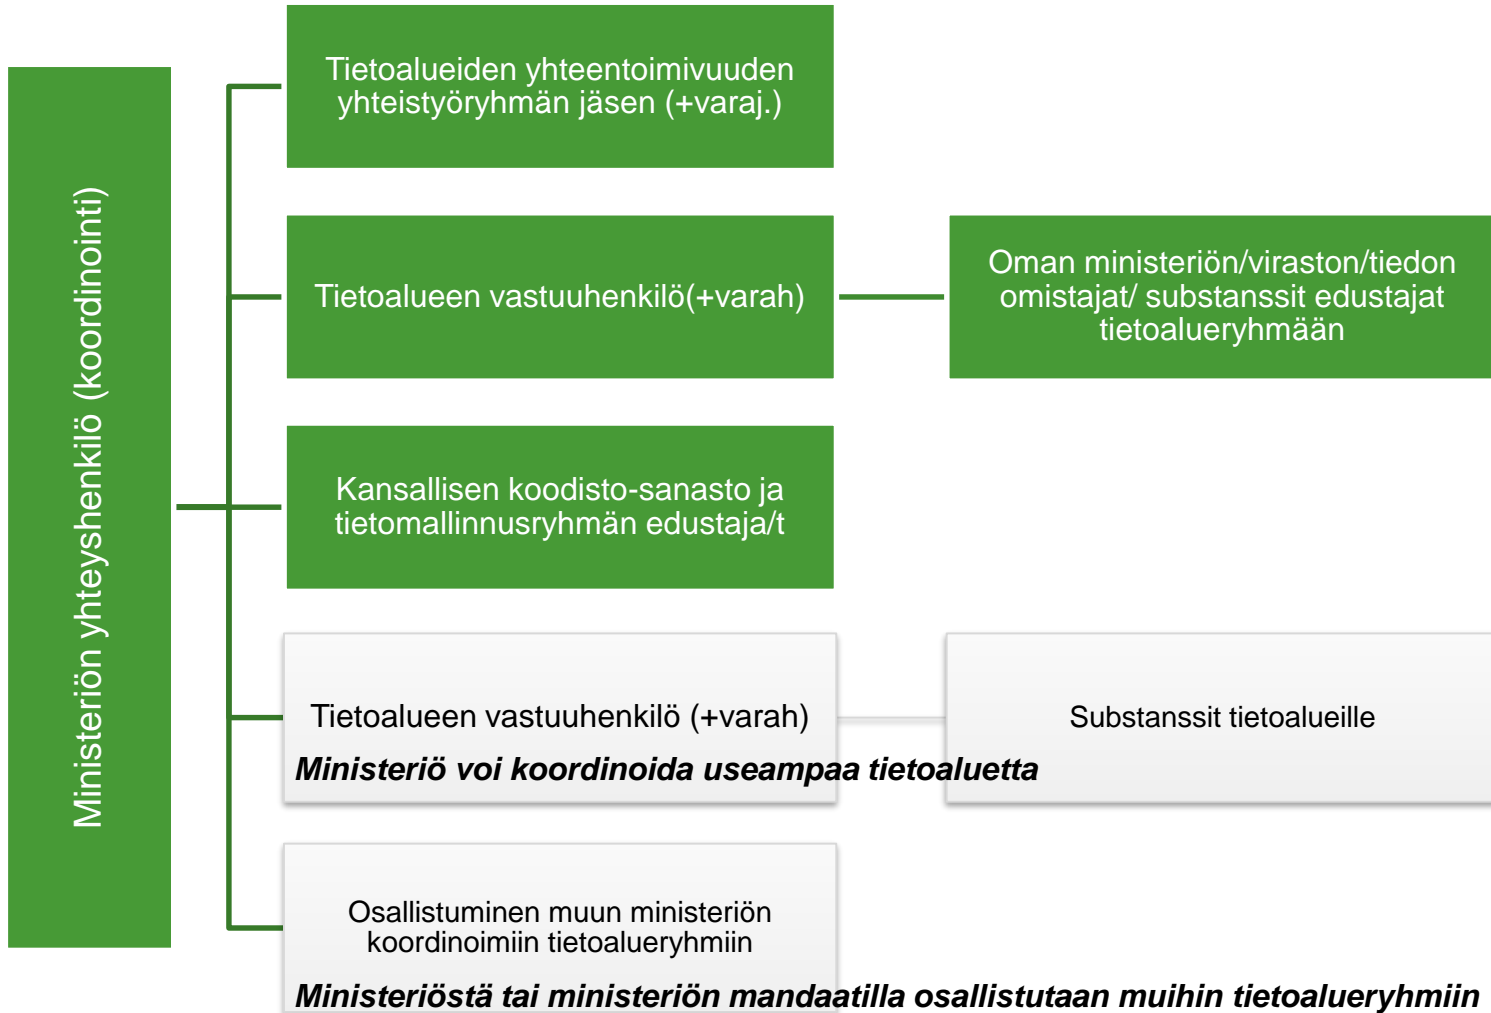 Ministeriön yhteyshenkilö (koordinointi)
Tietoalueiden yhteentoimivuuden
yhteistyöryhmän jäsen (+varaj.)
Tietoalueen vastuuhenkilö(+varah)
Oman ministeriön/viraston/tiedon
omistajat/ substanssit edustajat
tietoalueryhmään
Kansallisen koodisto-sanasto ja
tietomallinnusryhmän edustaja/t
Tietoalueen vastuuhenkilö (+varah)
Substanssit tietoalueille
Ministeriö voi koordinoida useampaa tietoaluetta
Osallistuminen muun ministeriön
koordinoimiin tietoalueryhmiin
Ministeriöstä tai ministeriön mandaatilla osallistutaan muihin tietoalueryhmiin